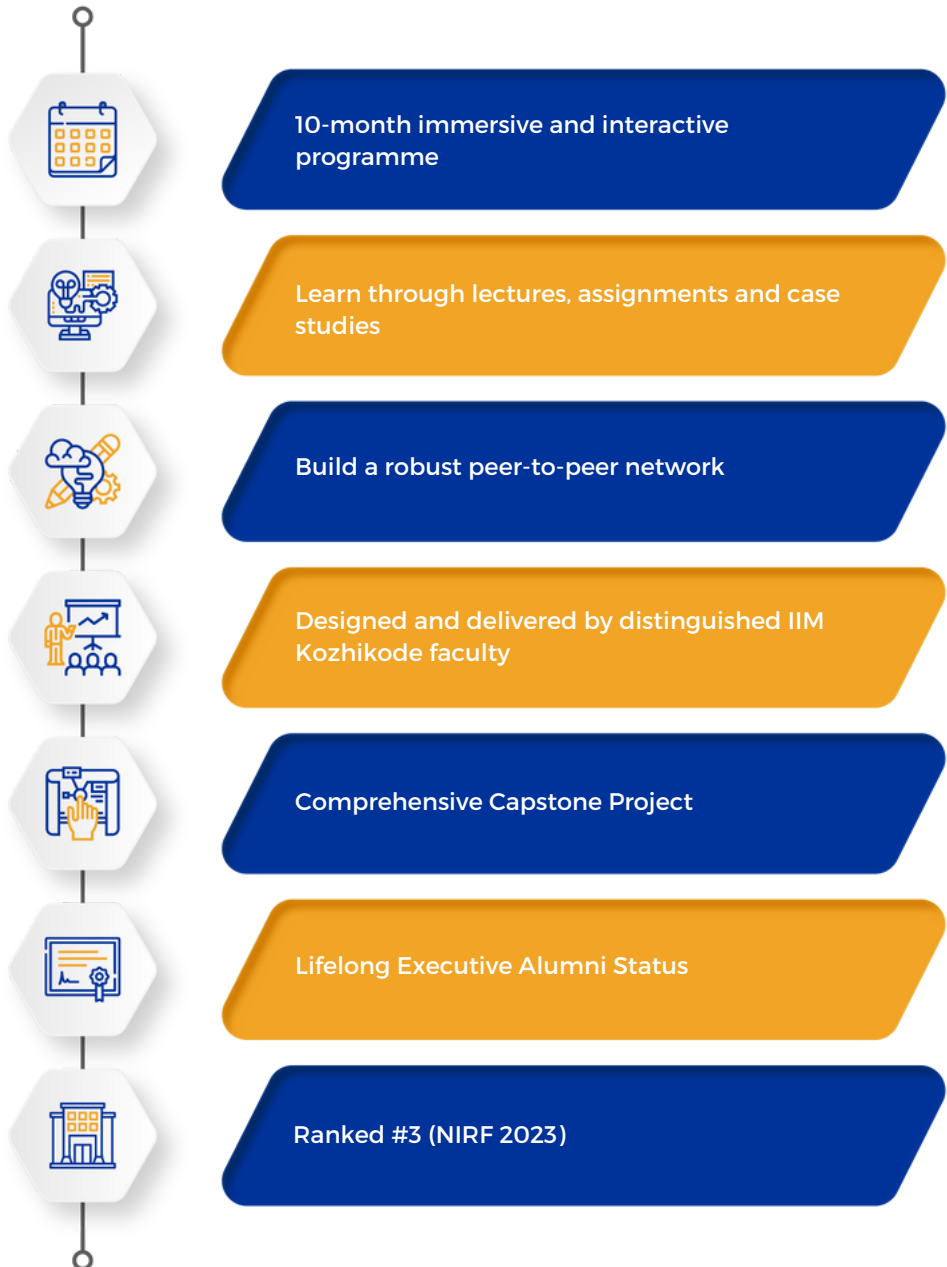 10-month immersive and interactive
programme
Learn through lectures, assignments and case
studies
Build a robust peer-to-peer network
Designed and delivered by distinguished IIM
Kozhikode faculty
Comprehensive Capstone Project
Lifelong Executive Alumni Status
Ranked #3 (NIRF 2023)